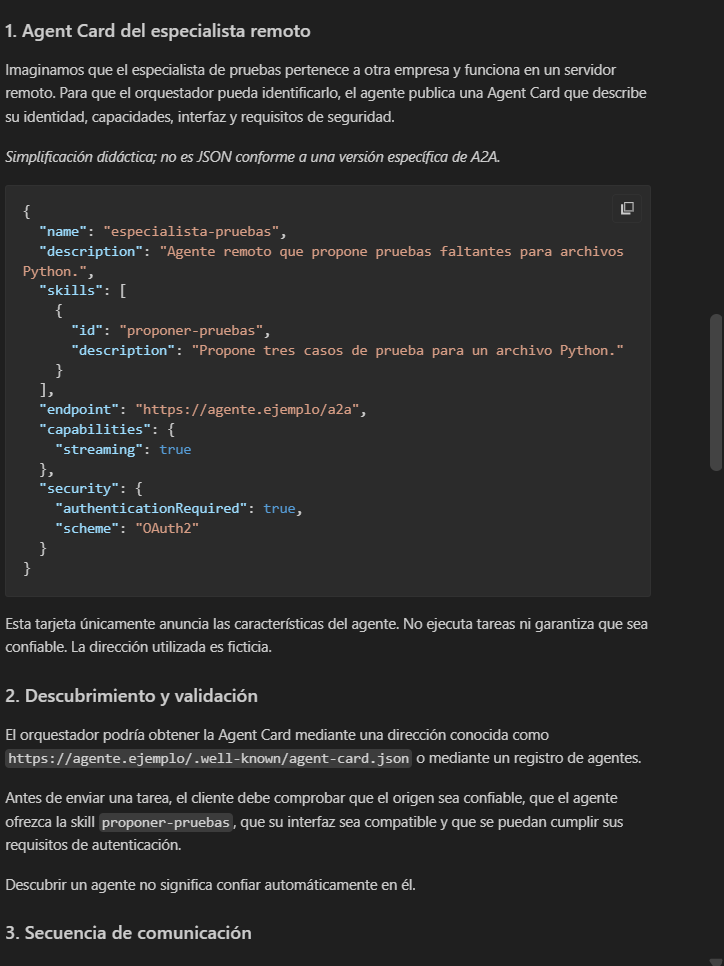 1. Agent Card del especialista remoto
Imaginamos que el especialista de pruebas pertenece a otra empresa y funciona en un servidor
remoto. Para que el orquestador pueda identificarlo, el agente publica una Agent Card que describe
su identidad, capacidades, interfaz y requisitos de seguridad.
Simplificación didáctica; no es JSON conforme a una versión específica de A2A.
{
  "name": "especialista-pruebas",
  "description": "Agente remoto que propone pruebas faltantes para archivos
Python.",
  "skills": [
    {
      "id": "proponer-pruebas",
      "description": "Propone tres casos de prueba para un archivo Python."
    }
  ],
  "endpoint": "https://agente.ejemplo/a2a",
  "capabilities": {
    "streaming": true
  },
  "security": {
    "authenticationRequired": true,
    "scheme": "OAuth2"
  }
}
Esta tarjeta únicamente anuncia las características del agente. No ejecuta tareas ni garantiza que sea
confiable. La dirección utilizada es ficticia.
2. Descubrimiento y validación
El orquestador podría obtener la Agent Card mediante una dirección conocida como
https://agente.ejemplo/.well-known/agent-card.json o mediante un registro de agentes.
Antes de enviar una tarea, el cliente debe comprobar que el origen sea confiable, que el agente
ofrezca la skill proponer-pruebas, que su interfaz sea compatible y que se puedan cumplir sus
requisitos de autenticación.
Descubrir un agente no significa confiar automáticamente en él.
3. Secuencia de comunicación